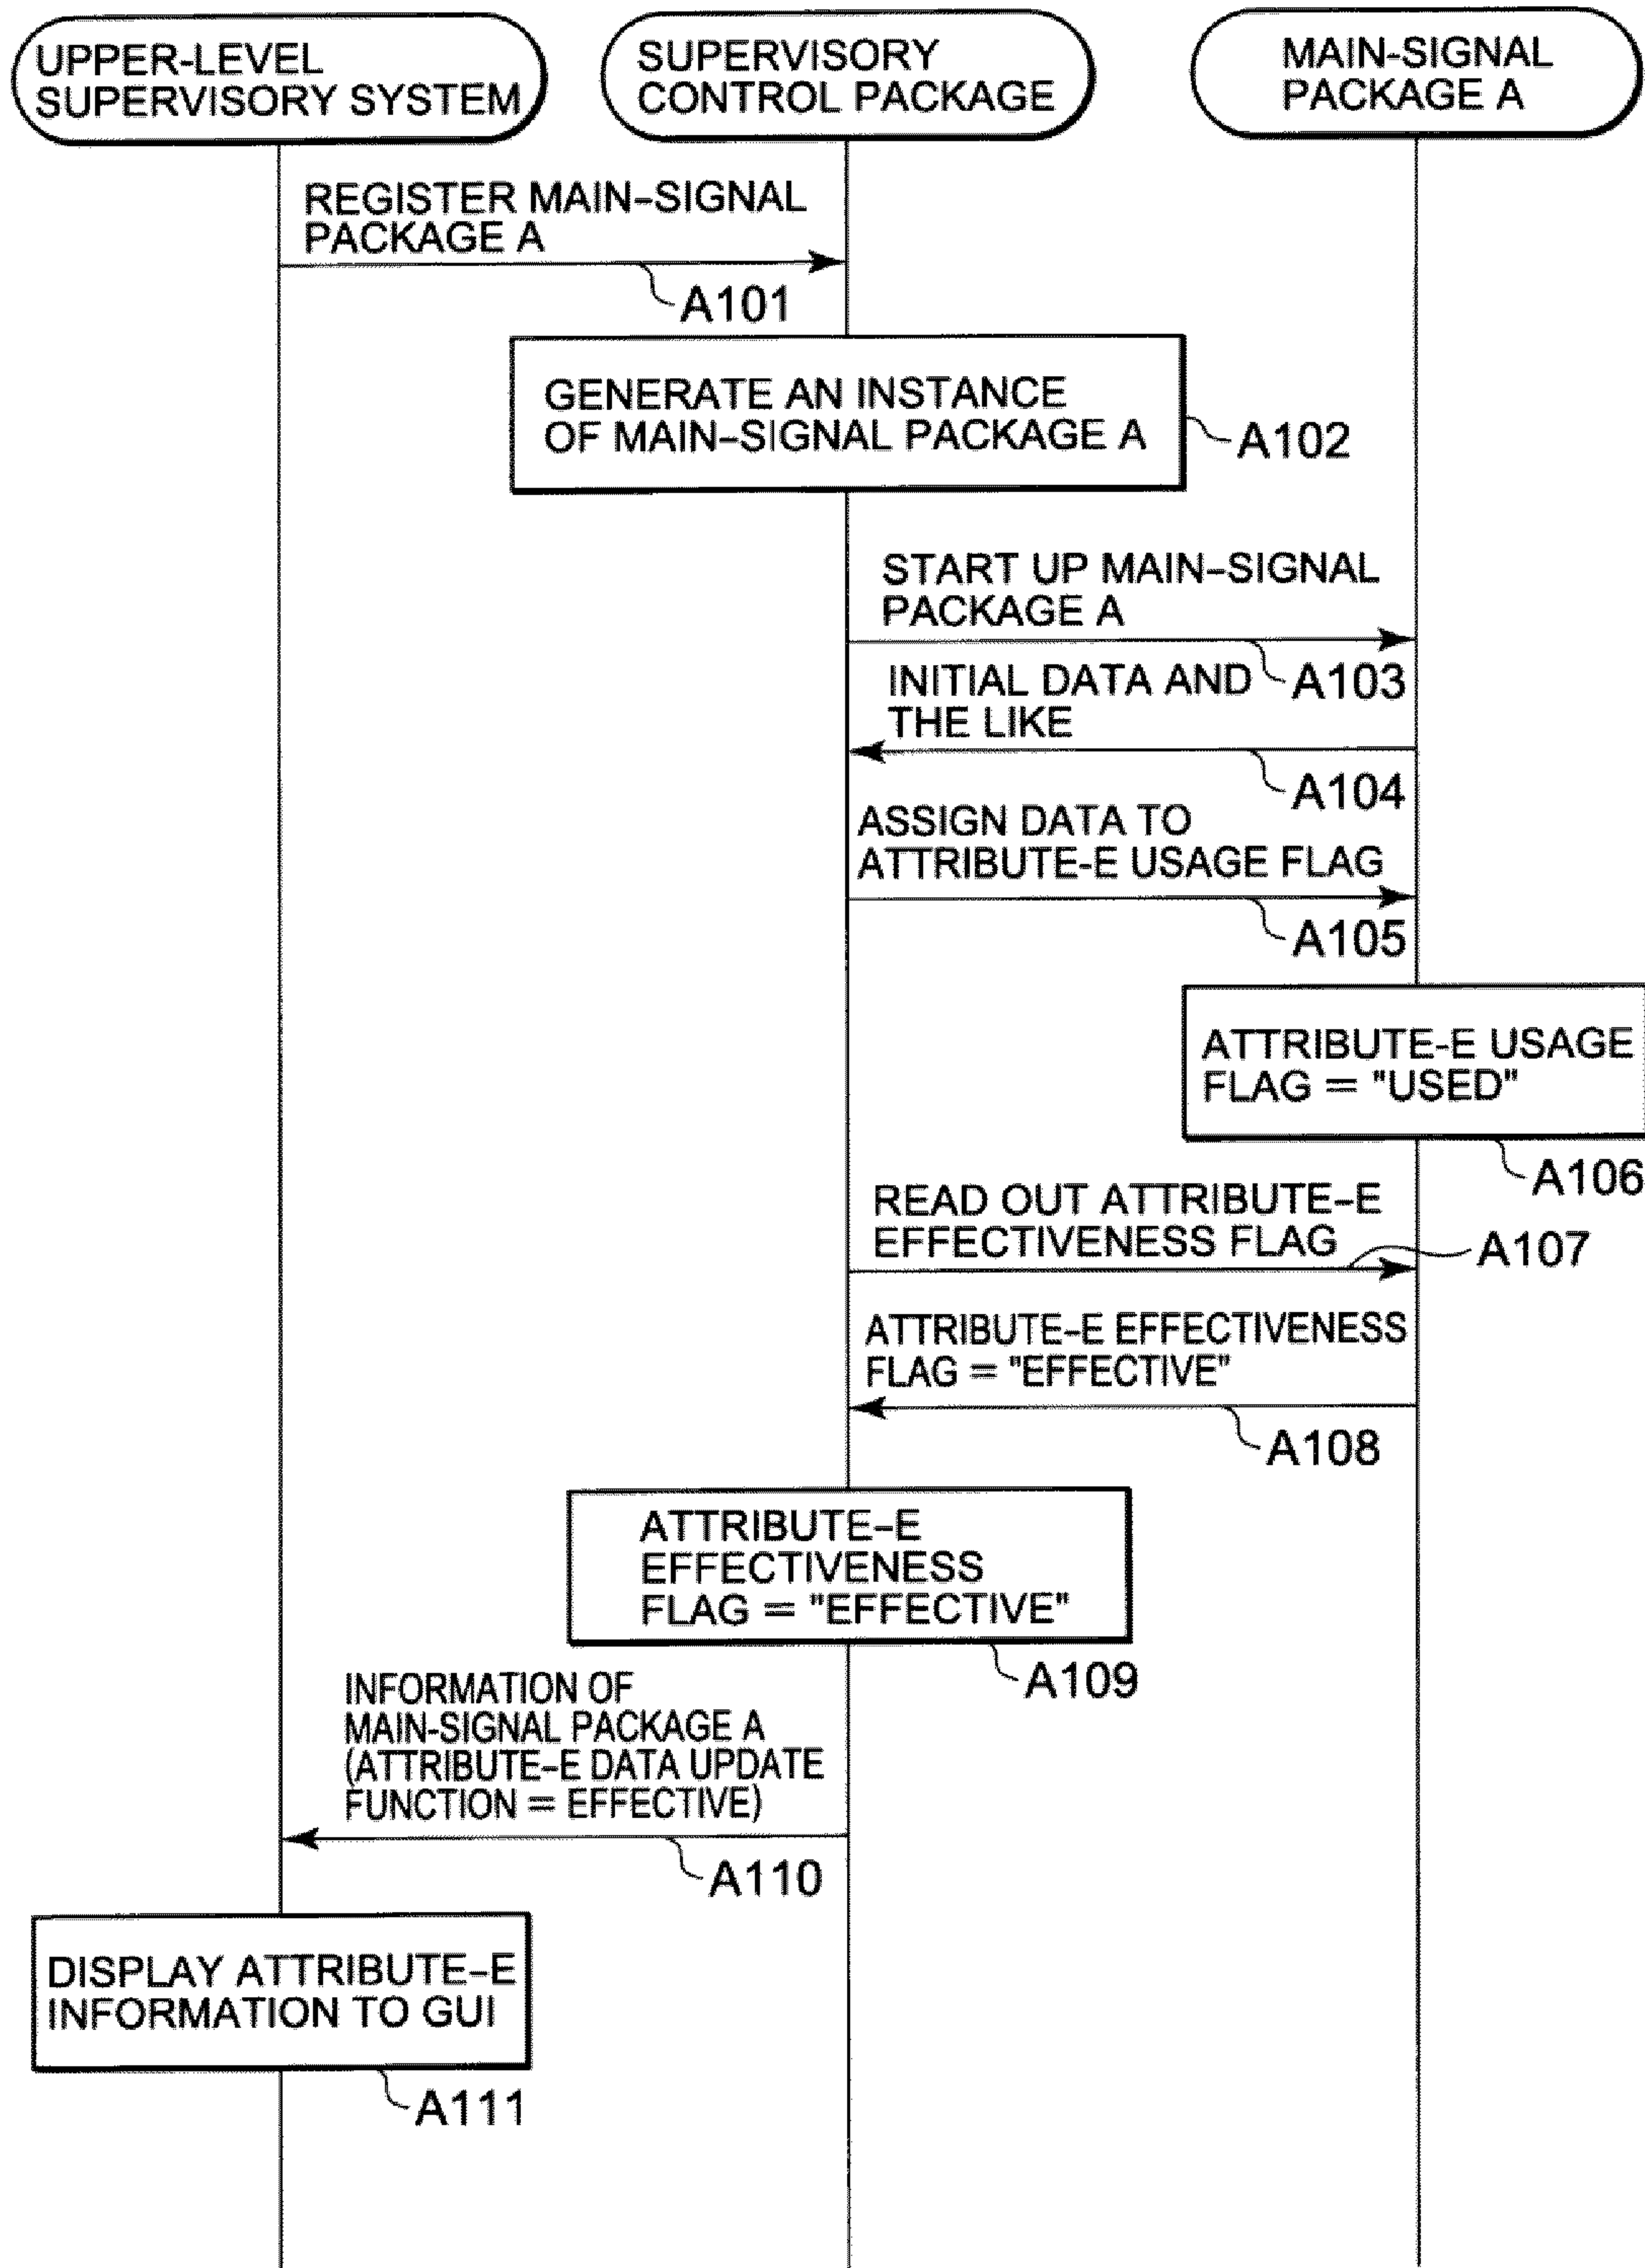 UPPER-LEVEL
SUPERVISORY SYSTEM
SUPERVISORY
CONTROL PACKAGE
MAIN-SIGNAL
PACKAGE A
REGISTER MAIN-SIGNAL
PACKAGE A
A101
GENERATE AN INSTANCE
OF MAIN-SIGNAL PACKAGE A
A102
START UP MAIN-SIGNAL
PACKAGE A
A103
INITIAL DATA AND
THE LIKE
A104
ASSIGN DATA TO
ATTRIBUTE-E USAGE FLAG
A105
ATTRIBUTE-E USAGE
FLAG = "USED"
A106
READ OUT ATTRIBUTE-E
EFFECTIVENESS FLAG
A107
ATTRIBUTE-E EFFECTIVENESS
FLAG = "EFFECTIVE"
A108
ATTRIBUTE-E
EFFECTIVENESS
FLAG = "EFFECTIVE"
A109
INFORMATION OF
MAIN-SIGNAL PACKAGE A
(ATTRIBUTE-E DATA UPDATE
FUNCTION = EFFECTIVE)
A110
DISPLAY ATTRIBUTE-E
INFORMATION TO GUI
A111